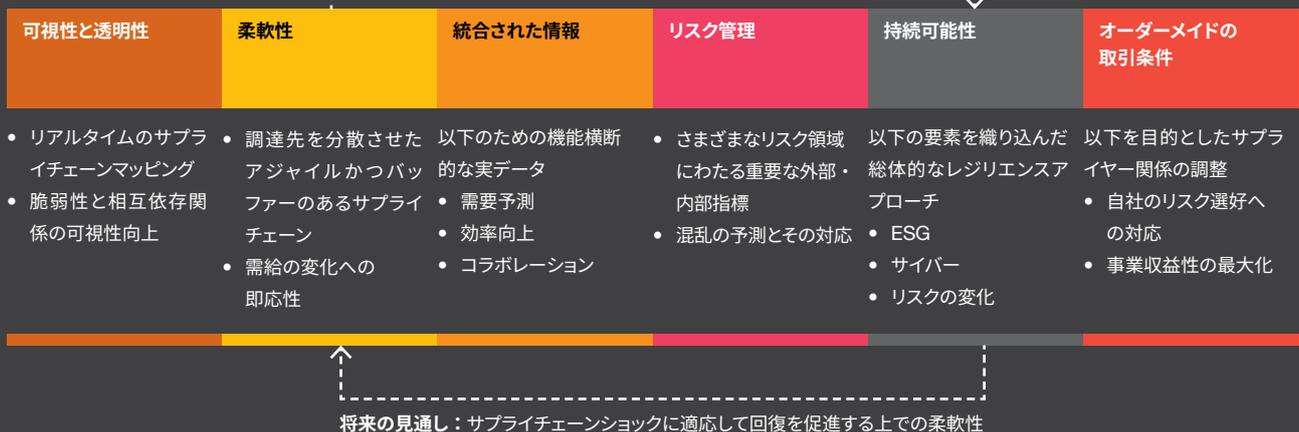 可視性と透明性
柔軟性
統合された情報
リスク管理
持続可能性
オーダーメイドの
取引条件
• リアルタイムのサプラ
イチェーンマッピング
• 脆弱性と相互依存関
係の可視性向上
• 調達先を分散させた
アジャイルかつバッ
ファーのあるサプライ
チェーン
• 需給の変化への
即応性
以下のための機能横断
的な実データ
• 需要予測
• 効率向上
• コラボレーション
• さまざまなリスク領域
にわたる重要な外部・
内部指標
• 混乱の予測とその対応
以下の要素を織り込んだ
総体的なレジリエンスア
プローチ
• ESG
• サイバー
• リスクの変化
以下を目的としたサプラ
イヤー関係の調整
• 自社のリスク選好へ
の対応
• 事業収益性の最大化
将来の見通し：サプライチェーンショックに適応して回復を促進する上での柔軟性